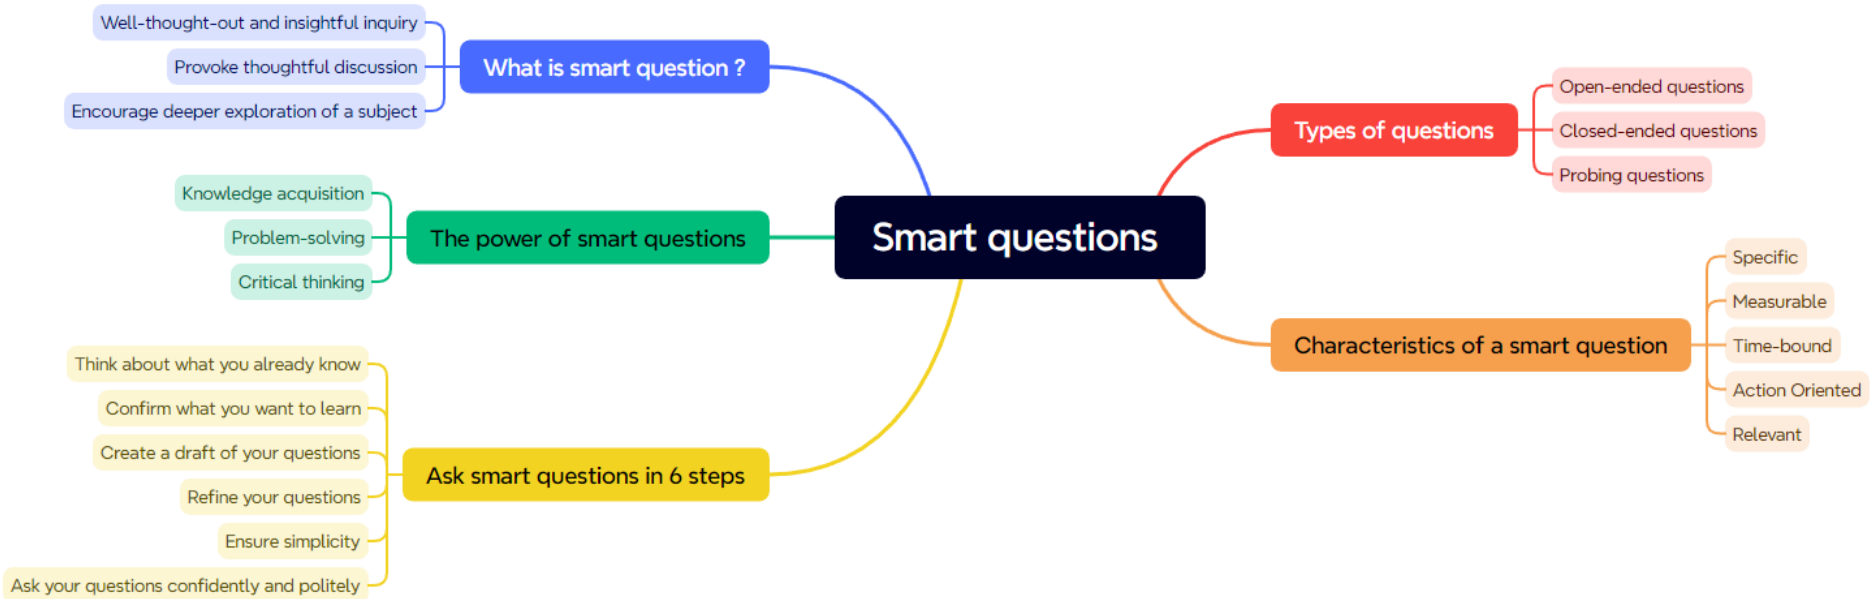 Smart questions
What is smart question ?
Well-thought-out and insightful inquiry
Provoke thoughtful discussion
Encourage deeper exploration of a subject
The power of smart questions
Knowledge acquisition
Problem-solving
Critical thinking
Ask smart questions in 6 steps
Think about what you already know
Confirm what you want to learn
Create a draft of your questions
Refine your questions
Ensure simplicity
Ask your questions confidently and politely
Types of questions
Open-ended questions
Closed-ended questions
Probing questions
Characteristics of a smart question
Specific
Measurable
Time-bound
Action Oriented
Relevant